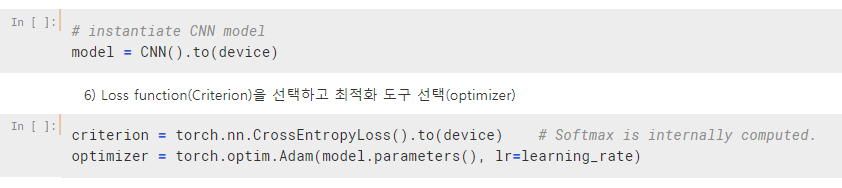 In [ ]:
# instantiate CNN model
model = CNN().to(device)
6) Loss function(Criterion)을 선택하고 최적화 도구 선택(optimizer)
In [ ]:
criterion = torch.nn.CrossEntropyLoss().to(device)    # Softmax is internally computed.
optimizer = torch.optim.Adam(model.parameters(), lr=learning_rate)